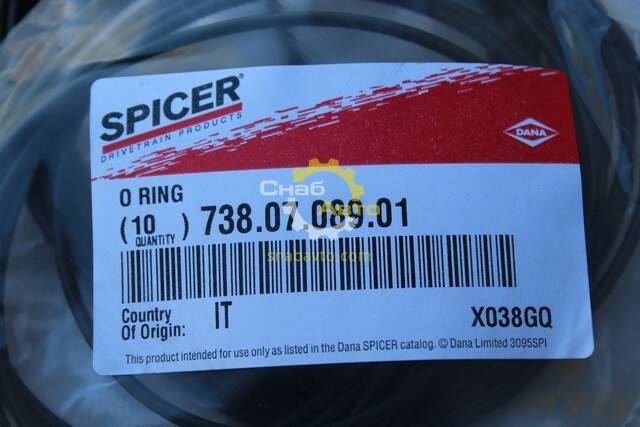 SPICER®
DRIVETRAIN PRODUCTS
DANA
O RING
(10) 738.07.089.01
QUANTITY
Снаб
Авто
snabavto.com
Country
Of Origin:
IT
X038GQ
This product intended for use only as listed in the Dana SPICER catalog. © Dana Limited 3095SPI